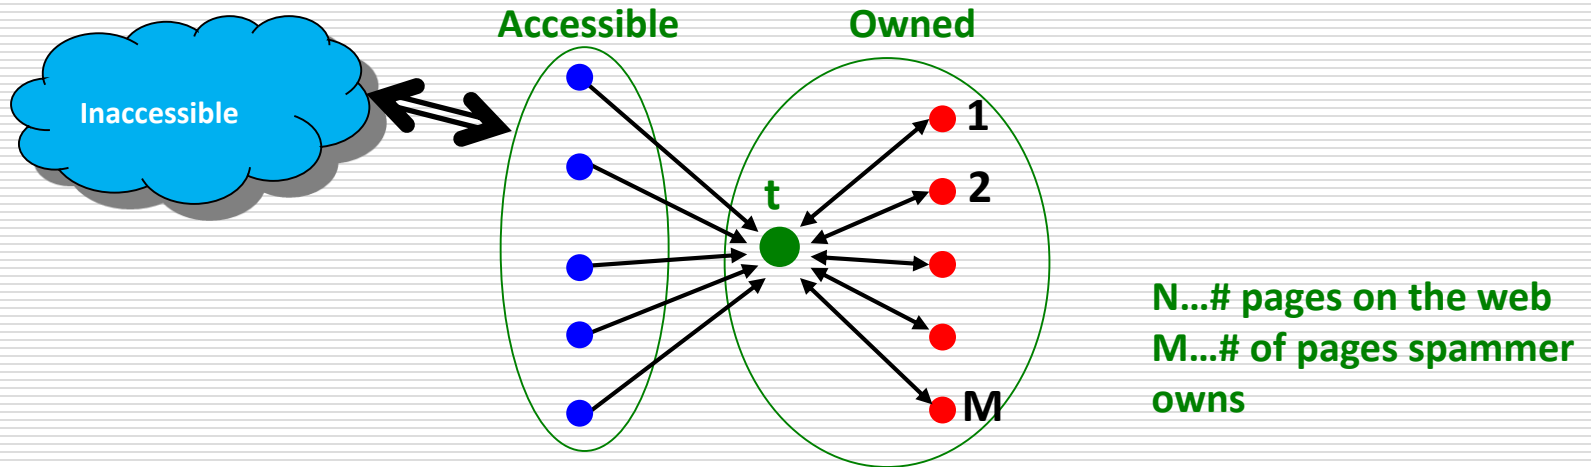 Accessible
Owned
Inaccessible
1
2
t
M
N...# pages on the web
M...# of pages spammer
owns